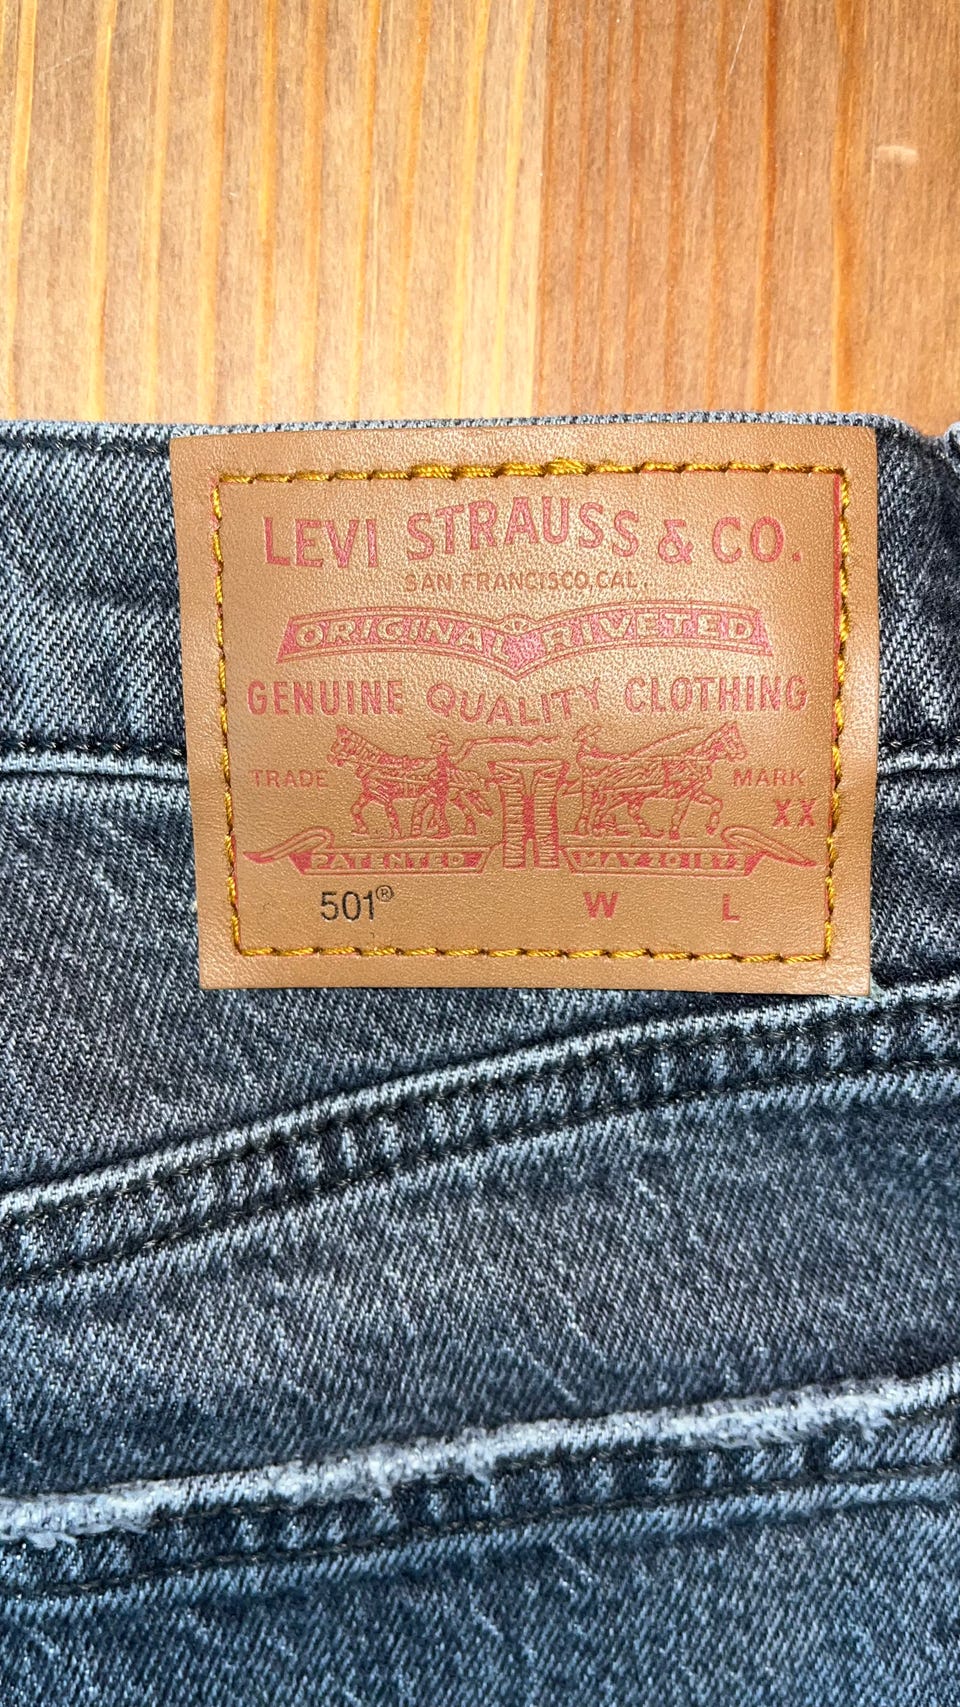 LEVI STRAUSS & CO.
SAN FRANCISCO, CAL.
ORIGINAL RIVETED
GENUINE QUALITY CLOTHING
TRADE MARK
XX
PATENTED MAY 20 1873
501® W L